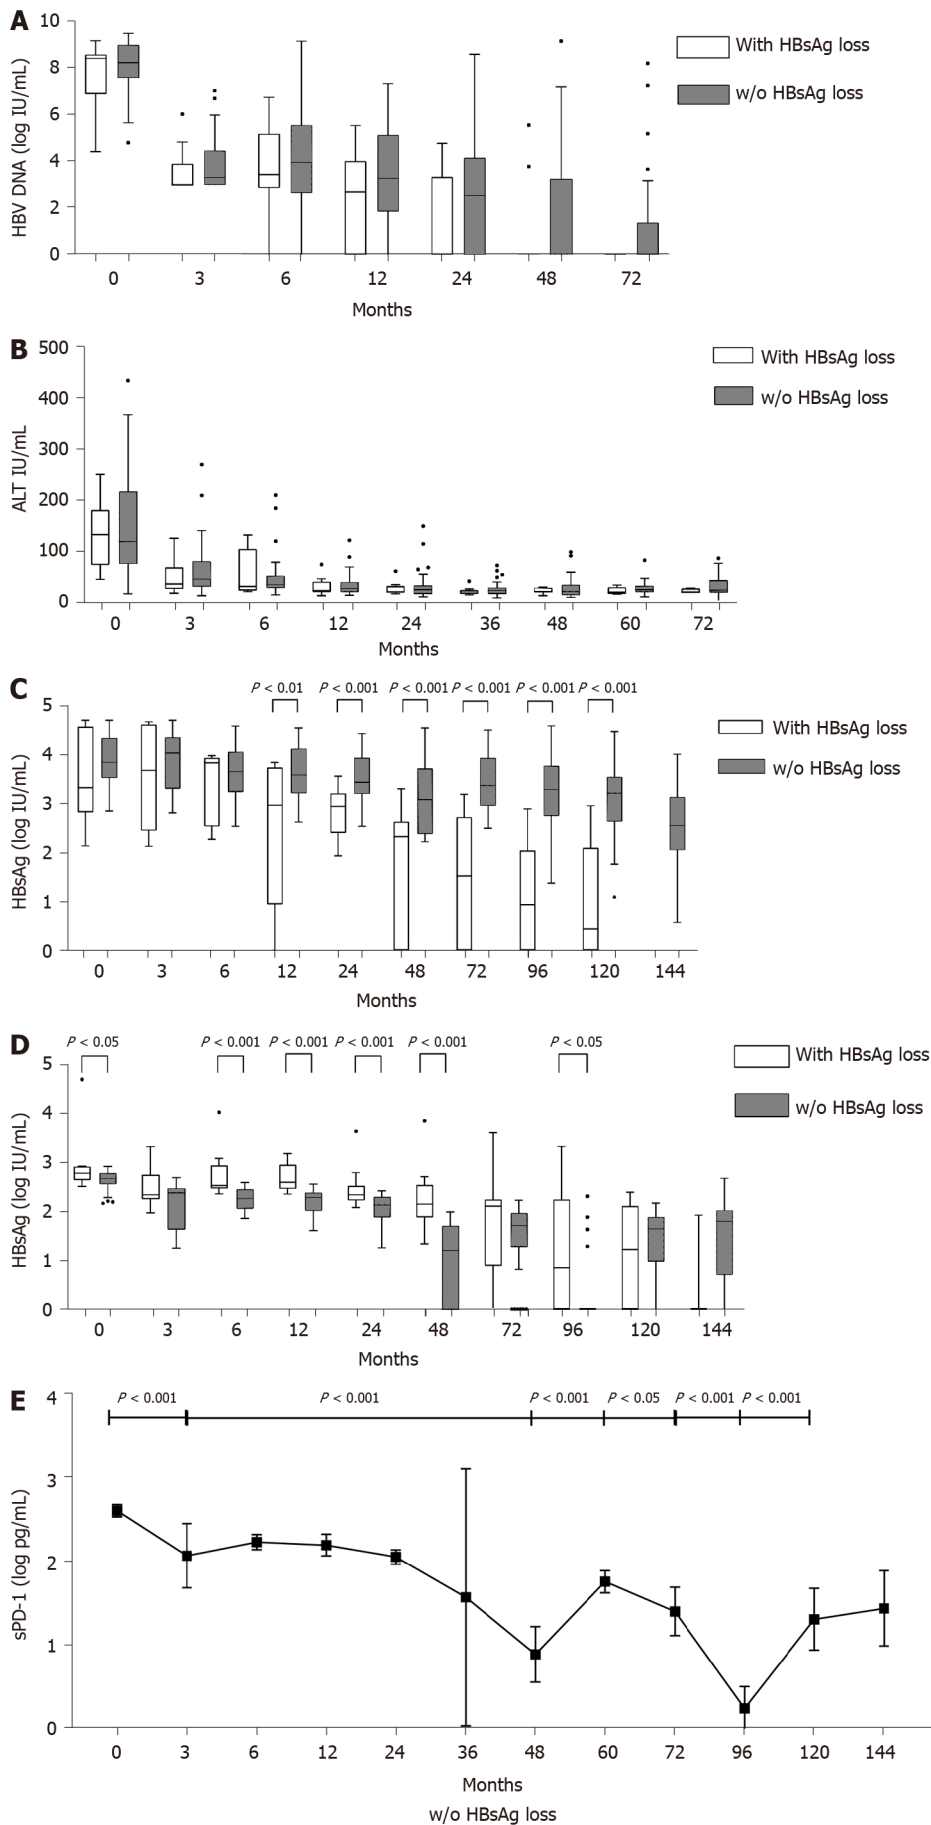 A
10
8
6
4
2
0
HBV DNA (log IU/mL)
0 3 6 12 24 48 72
Months
With HBsAg loss
w/o HBsAg loss
B
500
400
300
200
100
0
ALT IU/mL
0 3 6 12 24 36 48 60 72
Months
With HBsAg loss
w/o HBsAg loss
C
P < 0.01 P < 0.001 P < 0.001 P < 0.001 P < 0.001 P < 0.001
5
4
3
2
1
0
HBsAg (log IU/mL)
0 3 6 12 24 48 72 96 120 144
Months
With HBsAg loss
w/o HBsAg loss
D
P < 0.05 P < 0.001 P < 0.001 P < 0.001 P < 0.001 P < 0.05
5
4
3
2
1
0
HBsAg (log IU/mL)
0 3 6 12 24 48 72 96 120 144
Months
With HBsAg loss
w/o HBsAg loss
E
P < 0.001 P < 0.001 P < 0.001 P < 0.05 P < 0.001 P < 0.001
4
3
2
1
0
sPD-1 (log pg/mL)
0 3 6 12 24 36 48 60 72 96 120 144
Months
w/o HBsAg loss